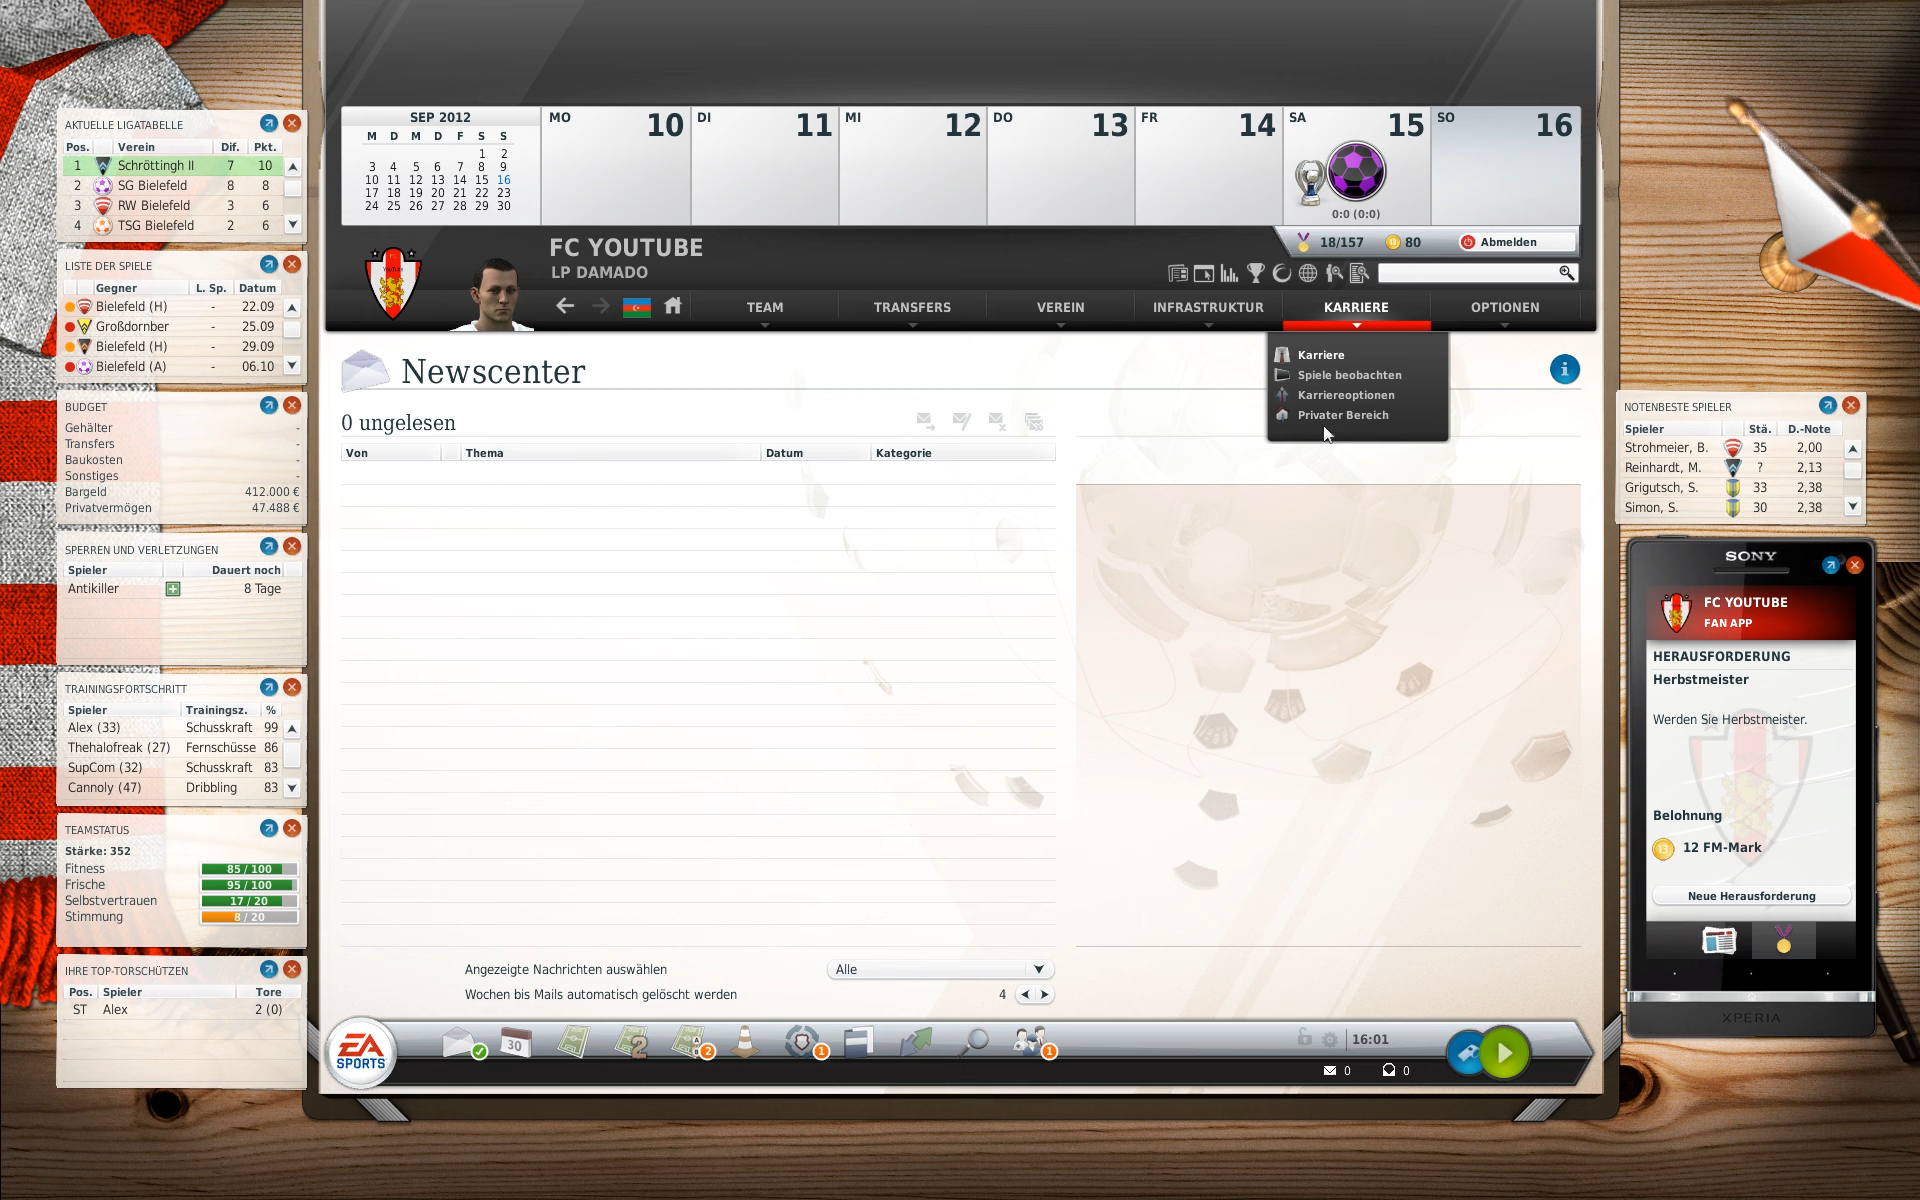 AKTUELLE LIGATABELLE
Pos. Verein Dif. Pkt.
1 Schröttingh II 7 10
2 SG Bielefeld 8 8
3 RW Bielefeld 3 6
4 TSG Bielefeld 2 6
LISTE DER SPIELE
Gegner L. Sp. Datum
Bielefeld (H) - 22.09
Großdornber - 25.09
Bielefeld (H) - 29.09
Bielefeld (A) - 06.10
BUDGET
Gehälter -
Transfers -
Baukosten -
Sonstiges -
Bargeld 412.000 €
Privatvermögen 47.488 €
SPERREN UND VERLETZUNGEN
Spieler Dauert noch
Antikiller 8 Tage
TRAININGSFORTSCHRITT
Spieler Trainingsz. %
Alex (33) Schusskraft 99
Thehalofreak (27) Fernschüsse 86
SupCom (32) Schusskraft 83
Cannoly (47) Dribbling 83
TEAMSTATUS
Stärke: 352
Fitness 85 / 100
Frische 95 / 100
Selbstvertrauen 17 / 20
Stimmung 8 / 20
IHRE TOP-TORSCHÜTZEN
Pos. Spieler Tore
ST Alex 2 (0)
SEP 2012
M D M D F S S
1 2
3 4 5 6 7 8 9
10 11 12 13 14 15 16
17 18 19 20 21 22 23
24 25 26 27 28 29 30
MO 10 DI 11 MI 12 DO 13 FR 14 SA 15 SO 16
0:0 (0:0)
FC YOUTUBE
LP DAMADO
18/157 80 Abmelden
TEAM TRANSFERS VEREIN INFRASTRUKTUR KARRIERE OPTIONEN
Karriere
Spiele beobachten
Karriereoptionen
Privater Bereich
Newscenter
0 ungelesen
Von Thema Datum Kategorie
Angezeigte Nachrichten auswählen Alle
Wochen bis Mails automatisch gelöscht werden 4
EA
SPORTS
30 2 2 1 1
16:01
0 0
NOTENBESTE SPIELER
Spieler Stä. D.-Note
Strohmeier, B. 35 2,00
Reinhardt, M. ? 2,13
Grigutsch, S. 33 2,38
Simon, S. 30 2,38
SONY
FC YOUTUBE
FAN APP
HERAUSFORDERUNG
Herbstmeister
Werden Sie Herbstmeister.
Belohnung
12 FM-Mark
Neue Herausforderung
XPERIA